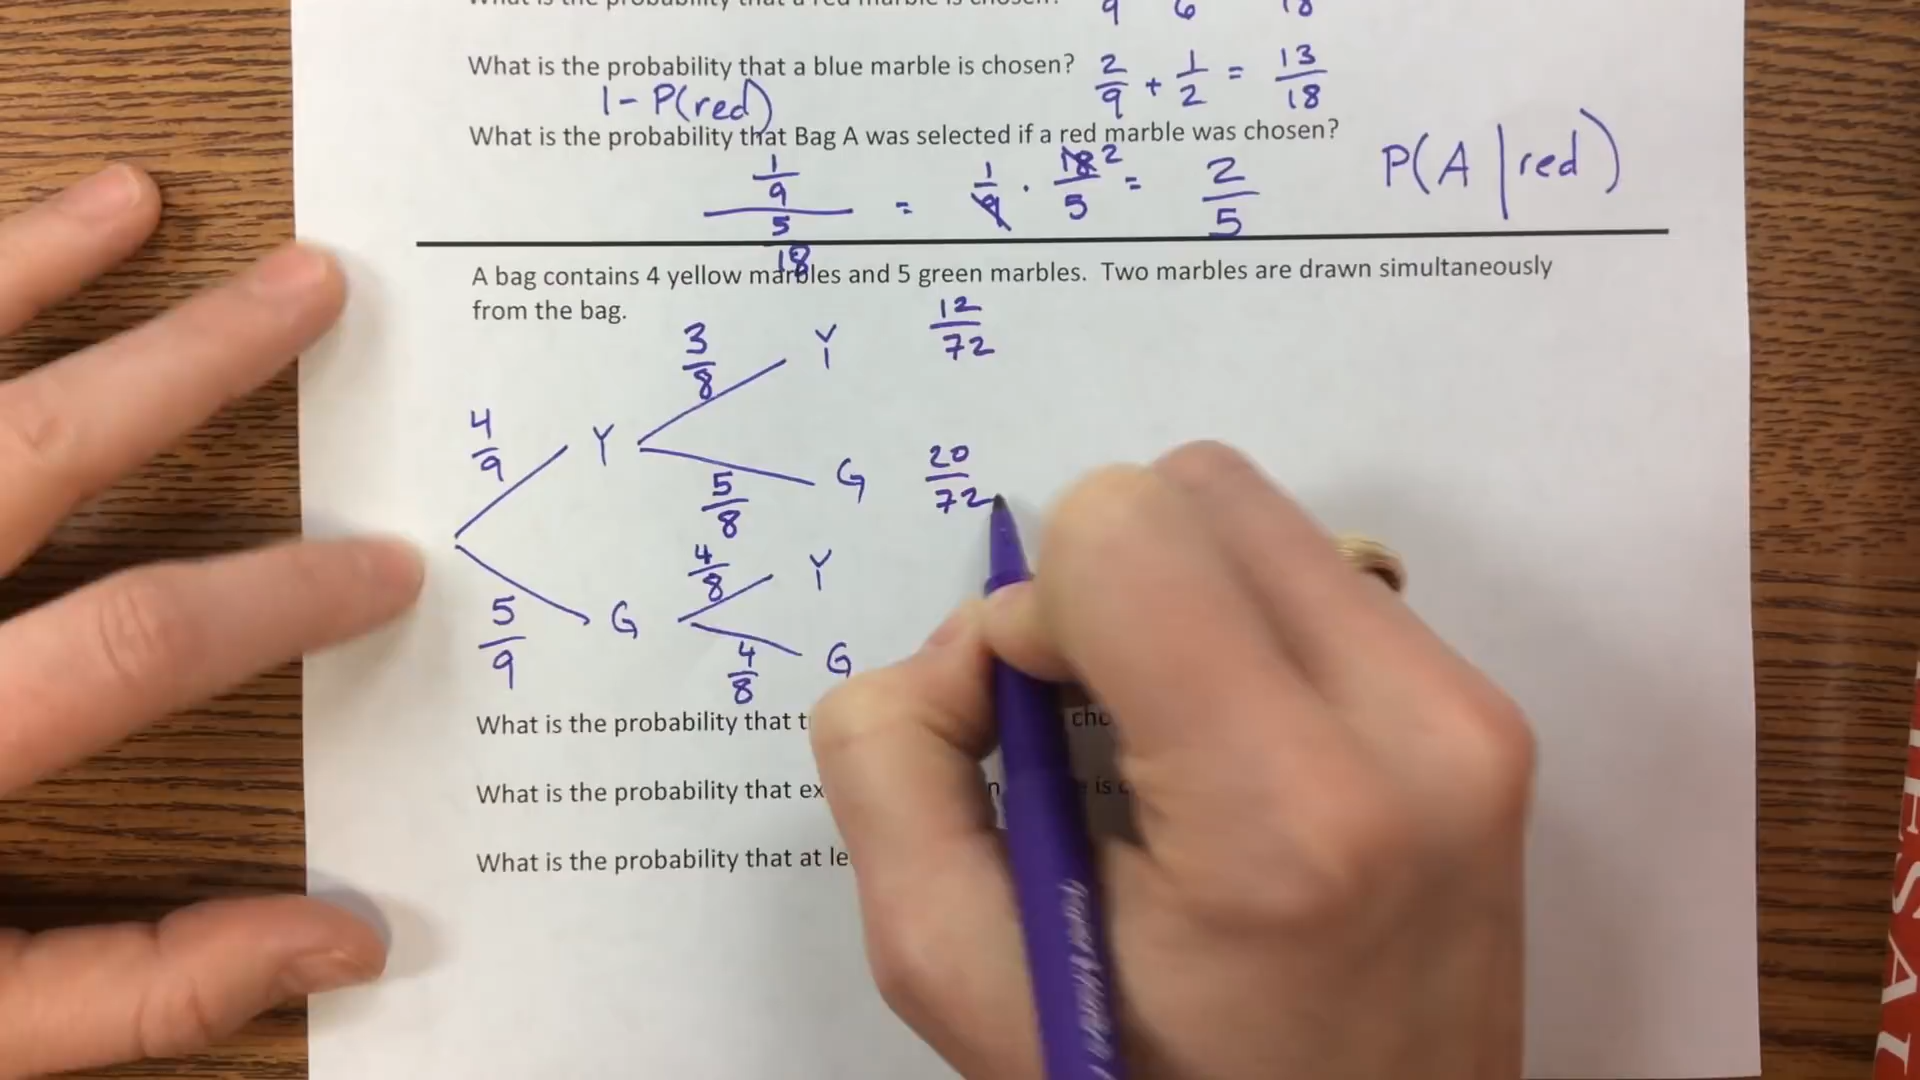 9 6 18
What is the probability that a blue marble is chosen? 2/9 + 1/2 = 13/18
1 - P(red)
What is the probability that Bag A was selected if a red marble was chosen?
1/9 / 5/18 = 1/9 · 18/5 2 = 2/5 P(A | red)
A bag contains 4 yellow marbles and 5 green marbles. Two marbles are drawn simultaneously
from the bag.
12/72
3/8 Y
4/9 Y
5/8 G 20/72
4/8 Y
5/9 G
4/8 G
What is the probability that
What is the probability that
What is the probability that at